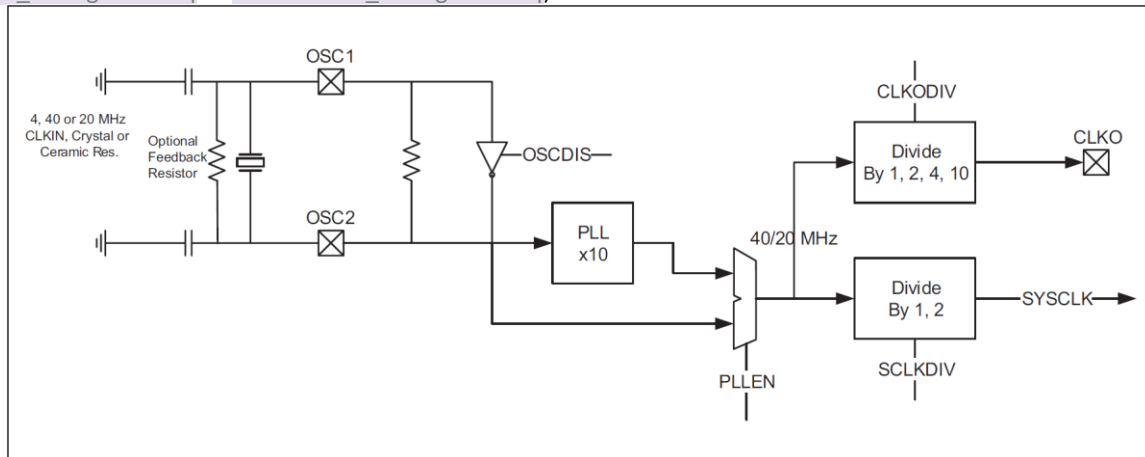 OSC1
4, 40 or 20 MHz
CLKIN, Crystal or
Ceramic Res.
Optional
Feedback
Resistor
OSCDIS
OSC2
PLL
x10
PLLEN
40/20 MHz
CLKODIV
Divide
By 1, 2, 4, 10
CLKO
Divide
By 1, 2
SYSCLK
SCLKDIV